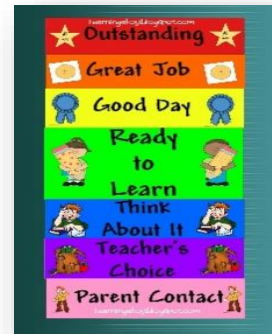 Outstanding
Great Job
Good Day
Ready
to
Learn
Think
About It
Teacher's
Choice
Parent Contact